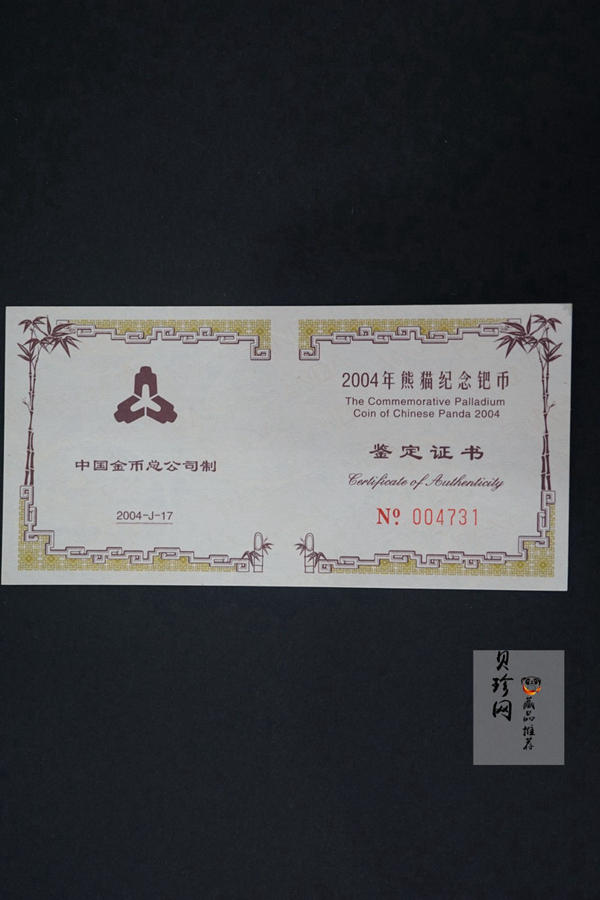 中国金币总公司制
2004-J-17
2004年熊猫纪念钯币
The Commemorative Palladium
Coin of Chinese Panda 2004
鉴定证书
Certificate of Authenticity
Nº 004731
贝珍网
藏品推荐